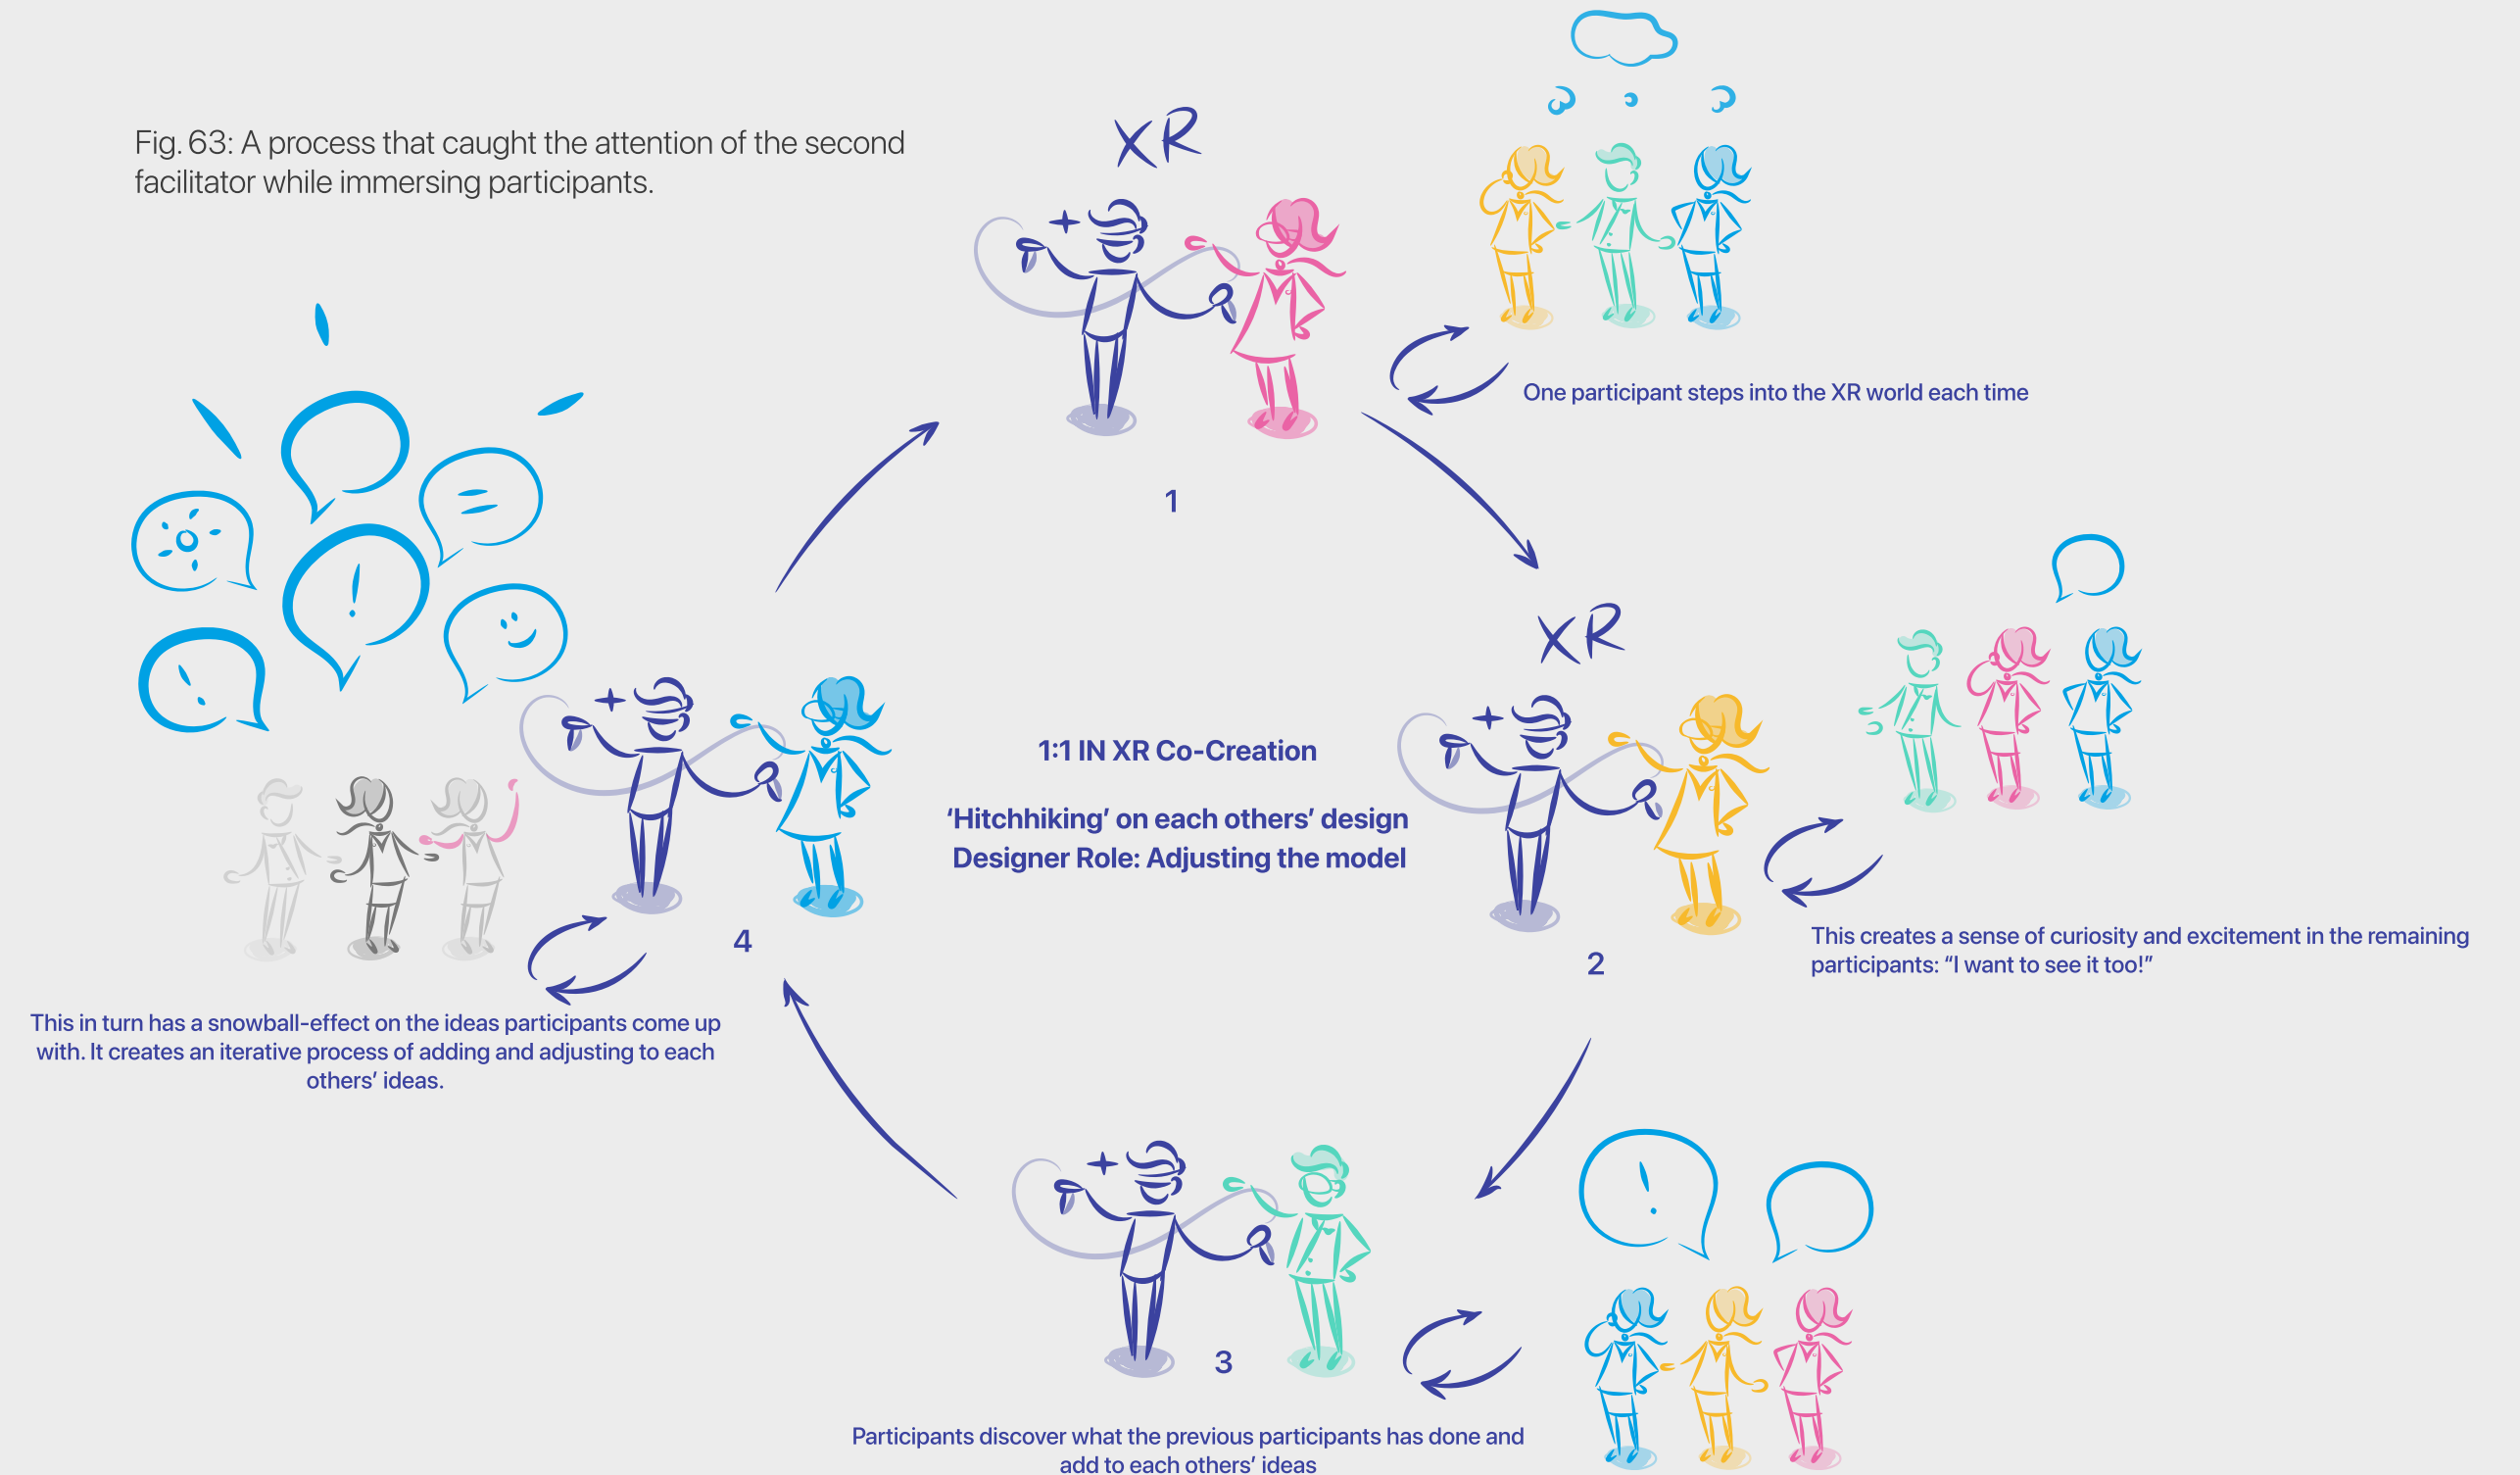 Fig. 63: A process that caught the attention of the second
facilitator while immersing participants.
XR
One participant steps into the XR world each time
1
XR
1:1 IN XR Co-Creation
‘Hitchhiking’ on each others’ design
Designer Role: Adjusting the model
2
This creates a sense of curiosity and excitement in the remaining
participants: “I want to see it too!”
3
Participants discover what the previous participants has done and
add to each others’ ideas
4
This in turn has a snowball-effect on the ideas participants come up
with. It creates an iterative process of adding and adjusting to each
others’ ideas.